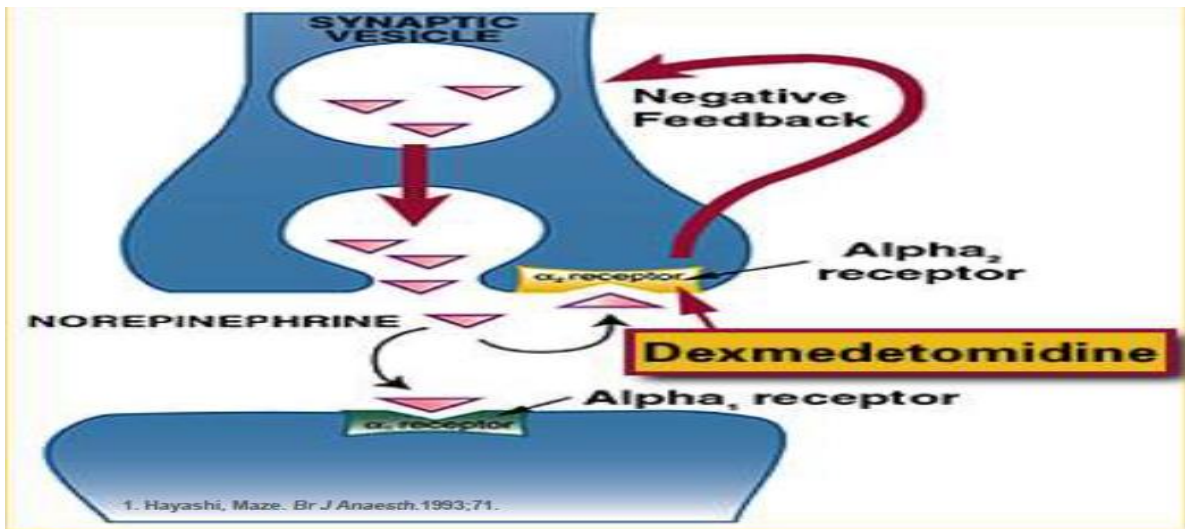 SYNAPTIC
VESICLE
Negative
Feedback
Alpha₂
receptor
α₂ receptor
NOREPINEPHRINE
Dexmedetomidine
Alpha₁ receptor
α₁ receptor
1. Hayashi, Maze. Br J Anaesth.1993;71.